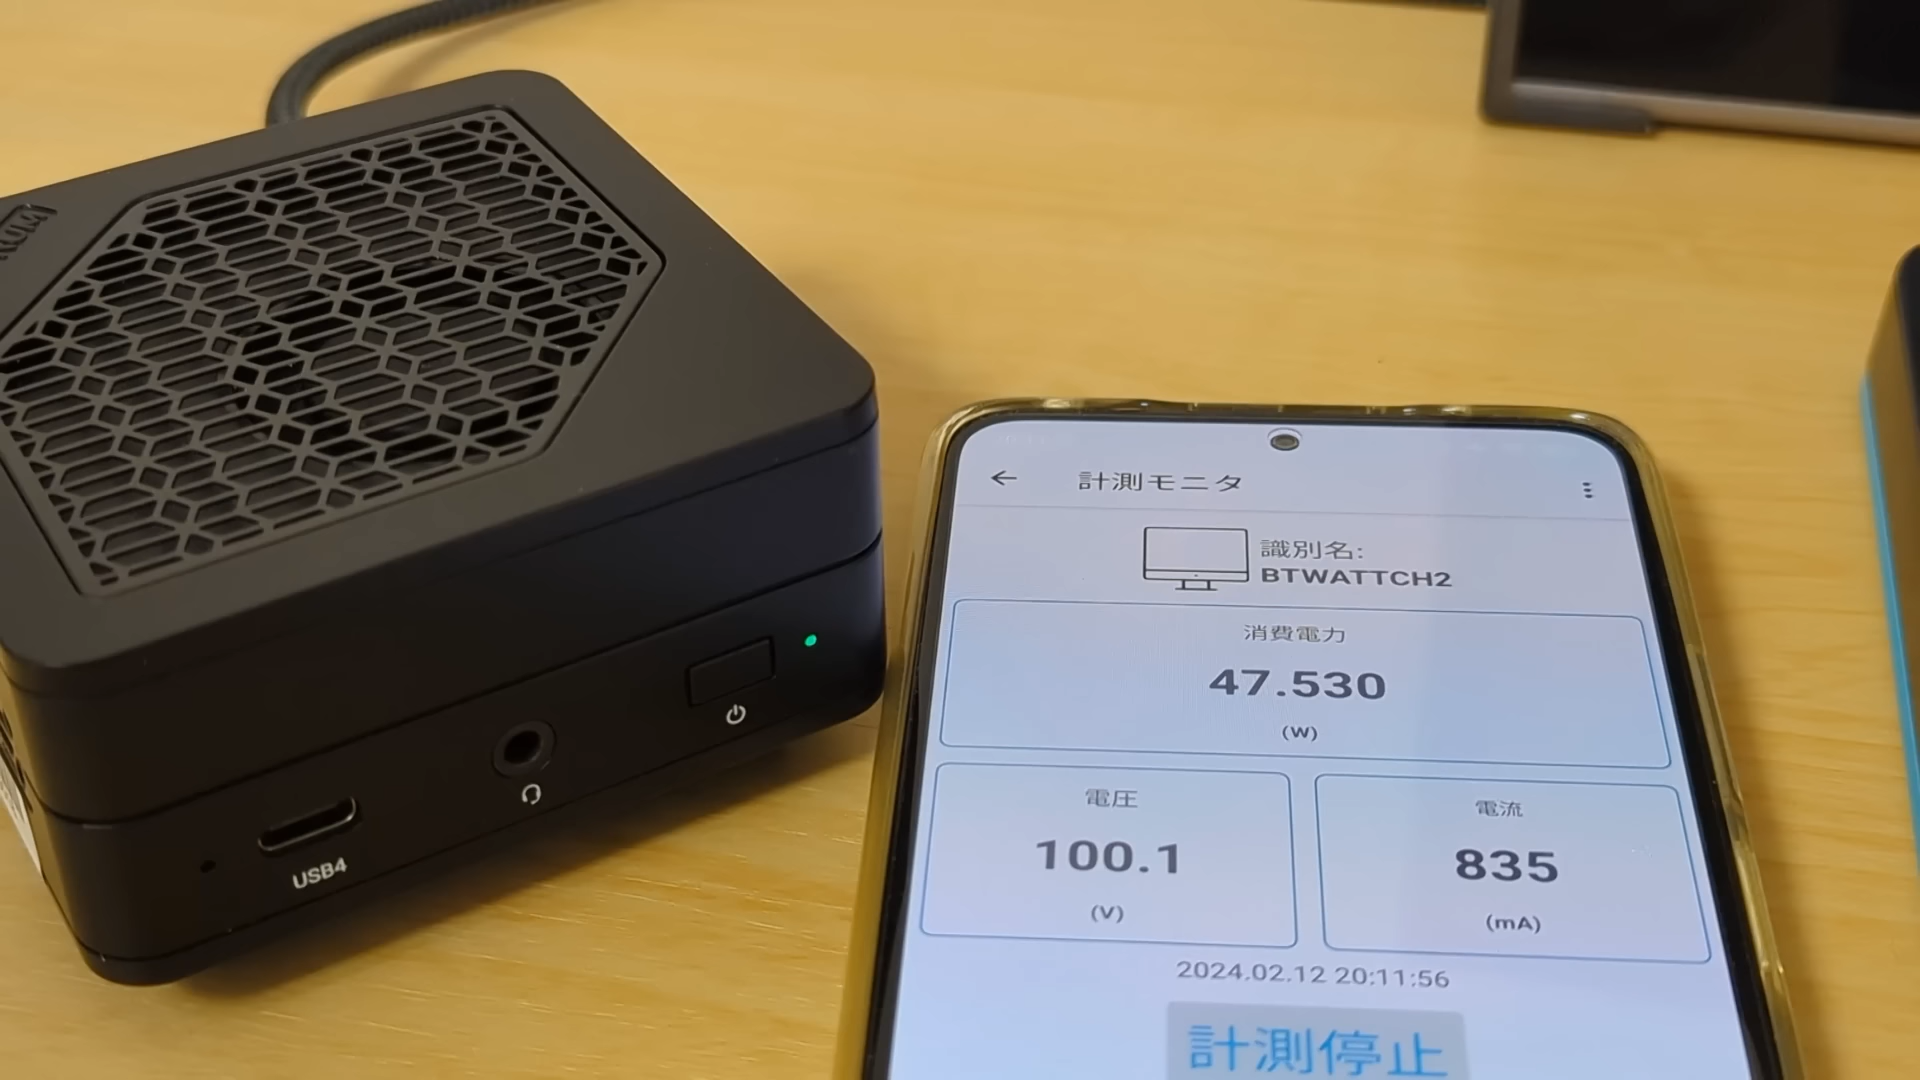 計測モニタ
識別名:
BTWATTCH2
消費電力
47.530
(W)
電圧
100.1
(V)
電流
835
(mA)
2024.02.12 20:11:56
計測停止
USB4